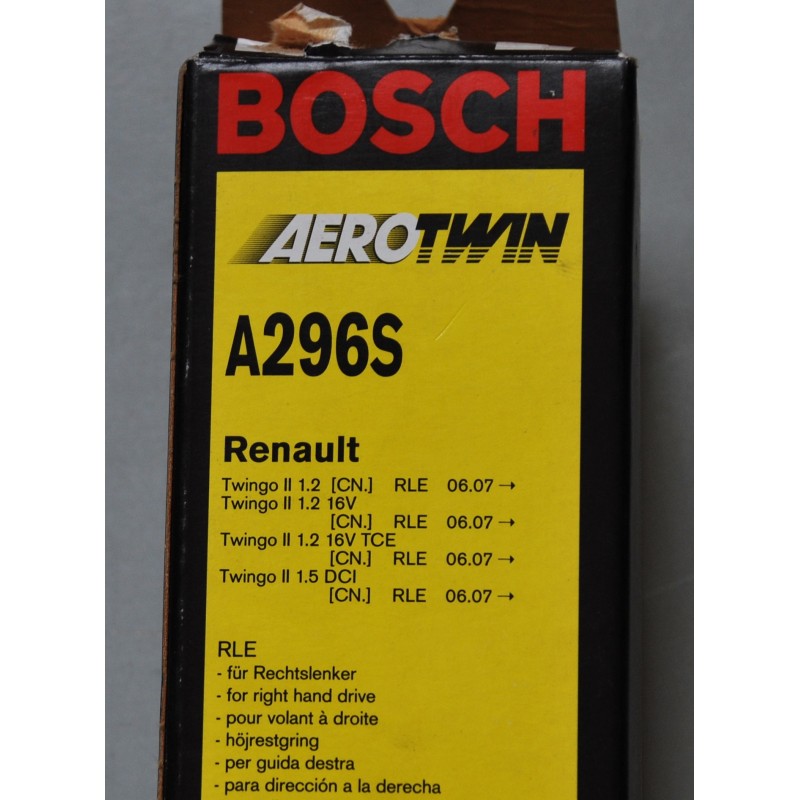 BOSCH
AEROTWIN
A296S
Renault
Twingo II 1.2 [CN.] RLE 06.07 →
Twingo II 1.2 16V
[CN.] RLE 06.07 →
Twingo II 1.2 16V TCE
[CN.] RLE 06.07 →
Twingo II 1.5 DCI
[CN.] RLE 06.07 →
RLE
- für Rechtslenker
- for right hand drive
- pour volant à droite
- höjrestgring
- per guida destra
- para dirección a la derecha